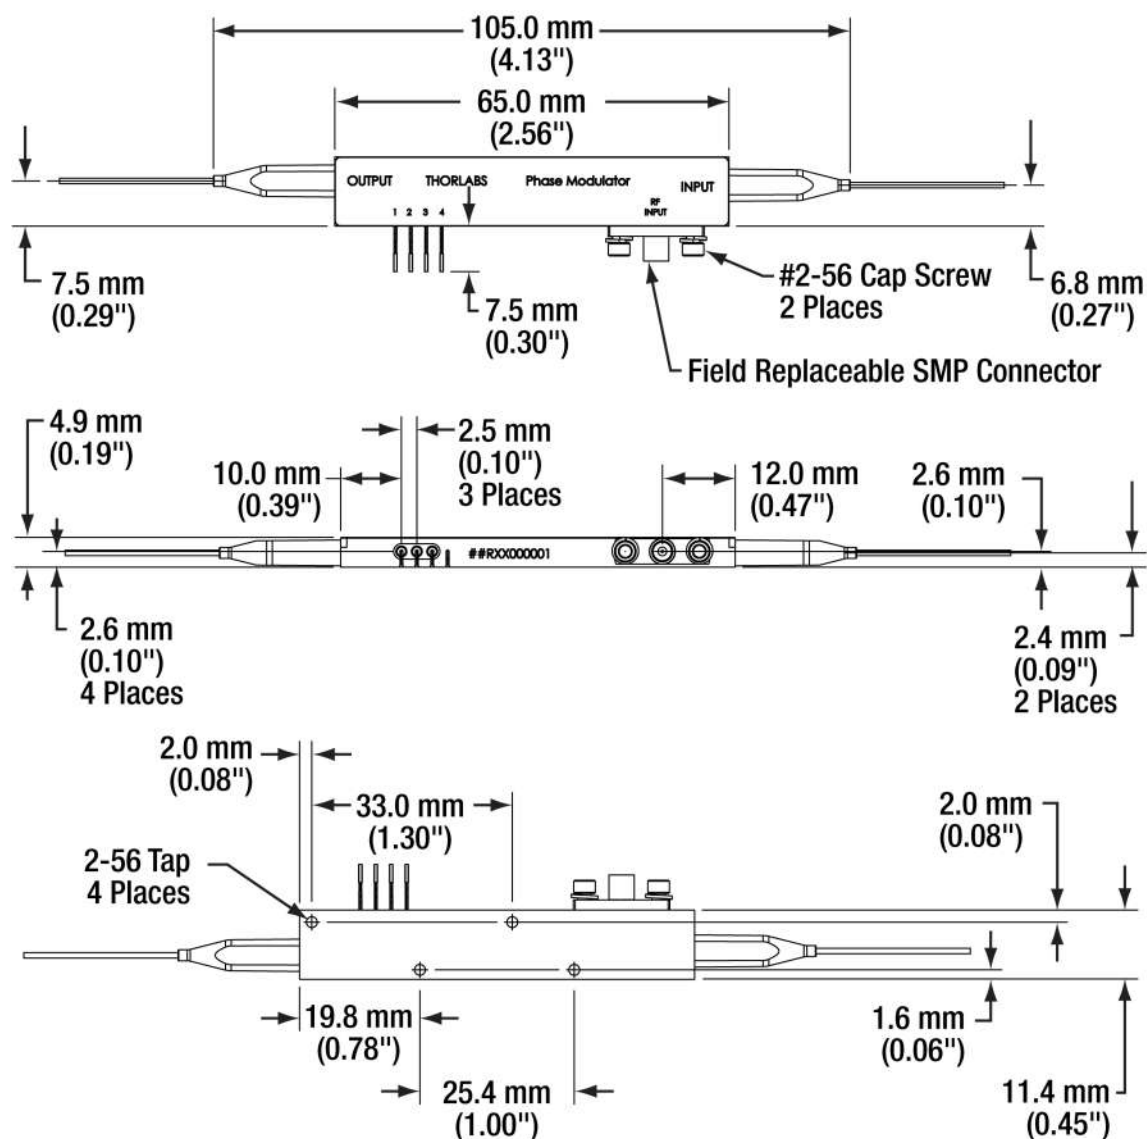 105.0 mm
(4.13")
65.0 mm
(2.56")
OUTPUT THORLABS Phase Modulator INPUT
RF
INPUT
1 2 3 4
7.5 mm
(0.29")
7.5 mm
(0.30")
#2-56 Cap Screw
2 Places
6.8 mm
(0.27")
Field Replaceable SMP Connector
4.9 mm
(0.19")
10.0 mm
(0.39")
2.5 mm
(0.10")
3 Places
12.0 mm
(0.47")
2.6 mm
(0.10")
##RXX000001
2.6 mm
(0.10")
4 Places
2.4 mm
(0.09")
2 Places
2.0 mm
(0.08")
33.0 mm
(1.30")
2.0 mm
(0.08")
2-56 Tap
4 Places
19.8 mm
(0.78")
25.4 mm
(1.00")
1.6 mm
(0.06")
11.4 mm
(0.45")